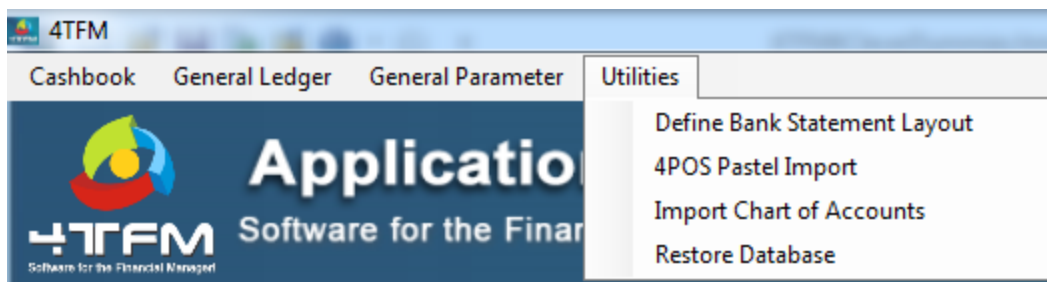 4TFM
Cashbook General Ledger General Parameter Utilities
Define Bank Statement Layout
4POS Pastel Import
Import Chart of Accounts
Restore Database
Applicatio
Software for the Finan
4TFM
Software for the Financial Manager!